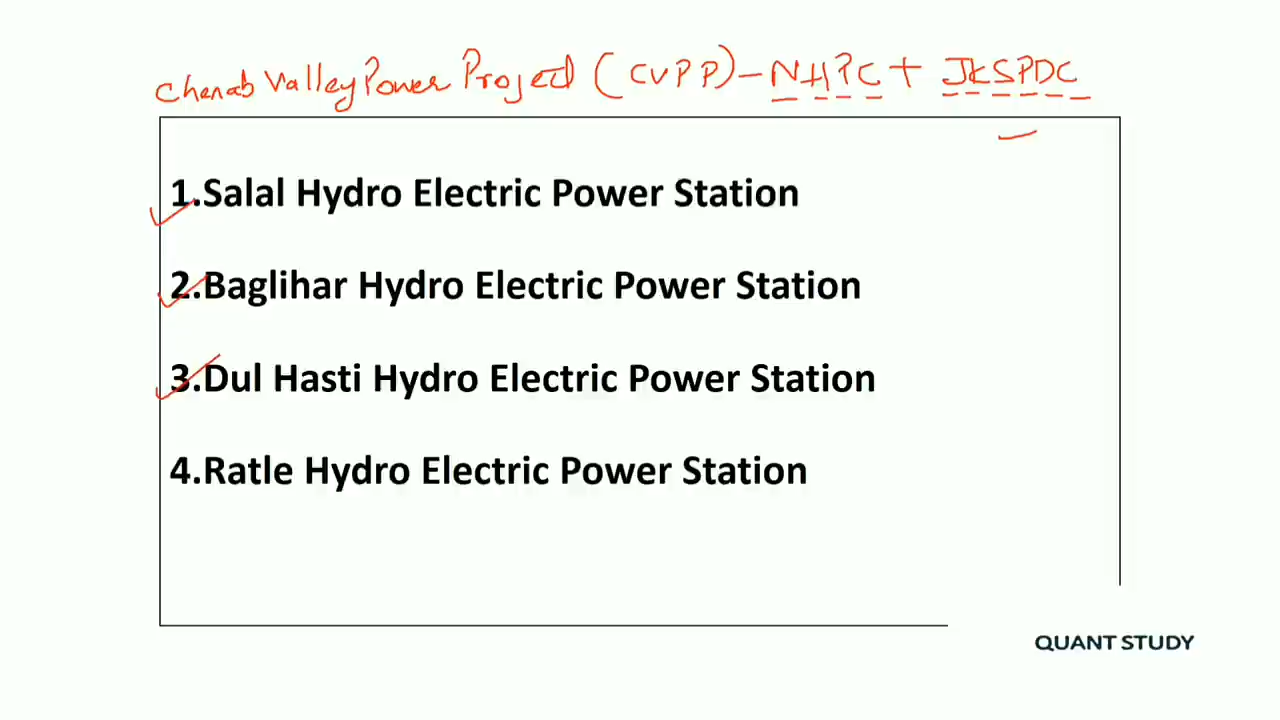 Chenab Valley Power Project (CVPP) - NHPC + JKSPDC
1.Salal Hydro Electric Power Station
2.Baglihar Hydro Electric Power Station
3.Dul Hasti Hydro Electric Power Station
4.Ratle Hydro Electric Power Station
QUANT STUDY